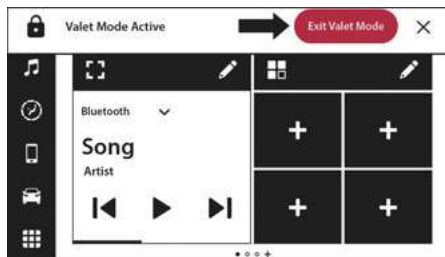 Valet Mode Active
Exit Valet Mode
Bluetooth
Song
Artist